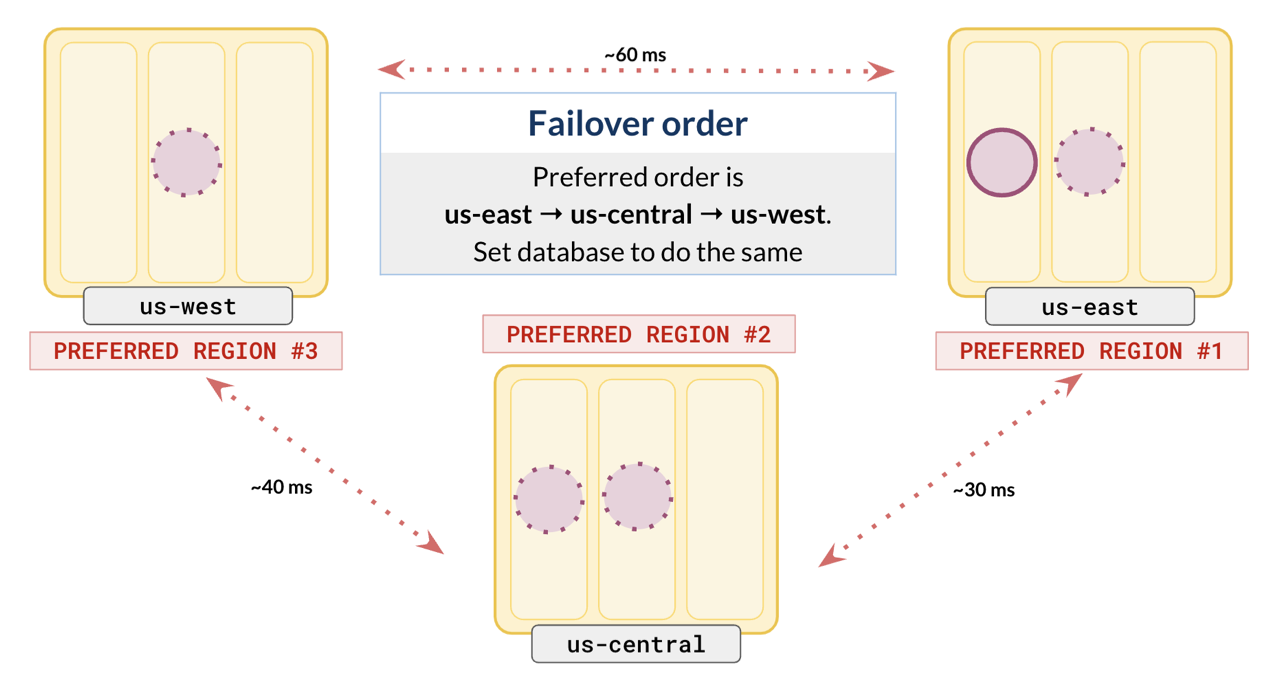 ~60 ms
Failover order
Preferred order is
us-east → us-central → us-west.
Set database to do the same
us-west
us-east
PREFERRED REGION #3
PREFERRED REGION #2
PREFERRED REGION #1
~40 ms
~30 ms
us-central